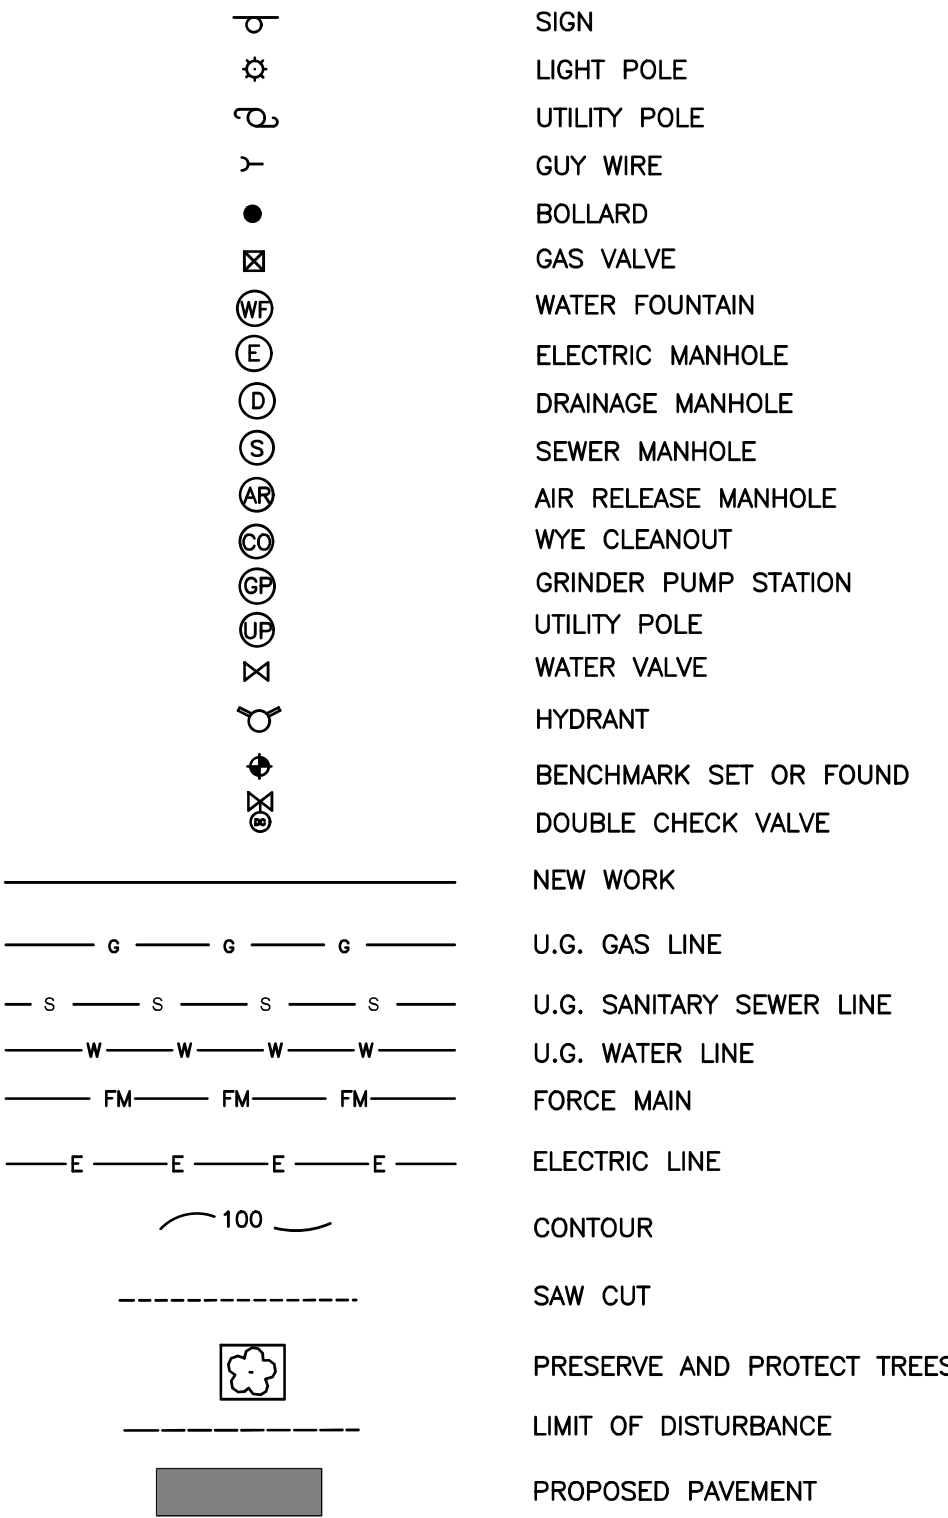 SIGN
LIGHT POLE
UTILITY POLE
GUY WIRE
BOLLARD
GAS VALVE
WF WATER FOUNTAIN
E ELECTRIC MANHOLE
D DRAINAGE MANHOLE
S SEWER MANHOLE
AR AIR RELEASE MANHOLE
CO WYE CLEANOUT
GP GRINDER PUMP STATION
UP UTILITY POLE
WATER VALVE
HYDRANT
BENCHMARK SET OR FOUND
DC DOUBLE CHECK VALVE
NEW WORK
G G G U.G. GAS LINE
S S S S U.G. SANITARY SEWER LINE
W W W W U.G. WATER LINE
FM FM FM FORCE MAIN
E E E E ELECTRIC LINE
100 CONTOUR
SAW CUT
PRESERVE AND PROTECT TREES
LIMIT OF DISTURBANCE
PROPOSED PAVEMENT